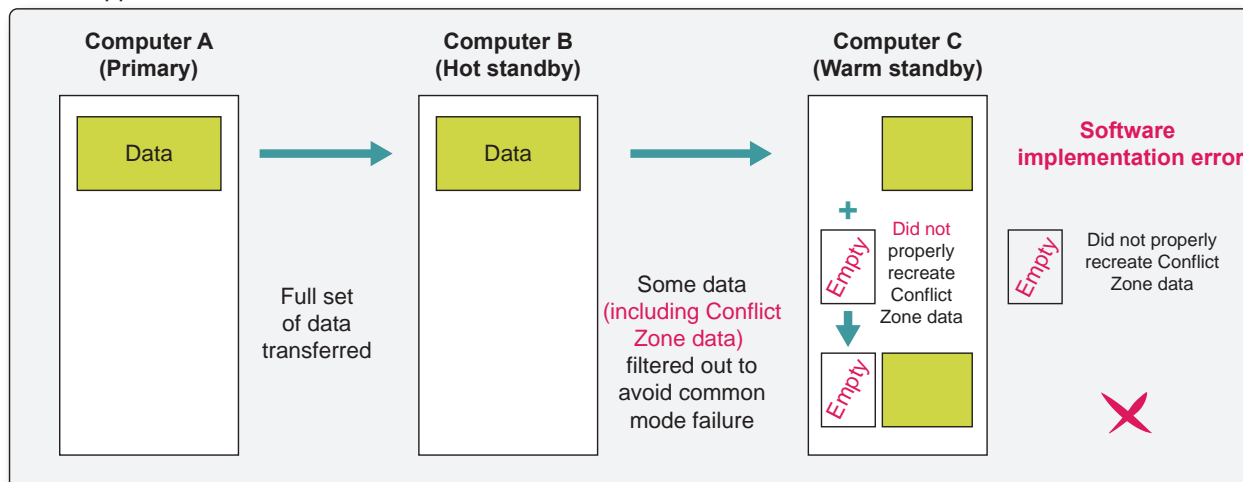 Computer A
(Primary)
Computer B
(Hot standby)
Computer C
(Warm standby)
Data
Data
Software
implementation error
+
Empty
Did not
properly
recreate
Conflict
Zone data
Empty
Did not properly
recreate Conflict
Zone data
Full set
of data
transferred
Some data
(including Conflict
Zone data)
filtered out to
avoid common
mode failure
Empty